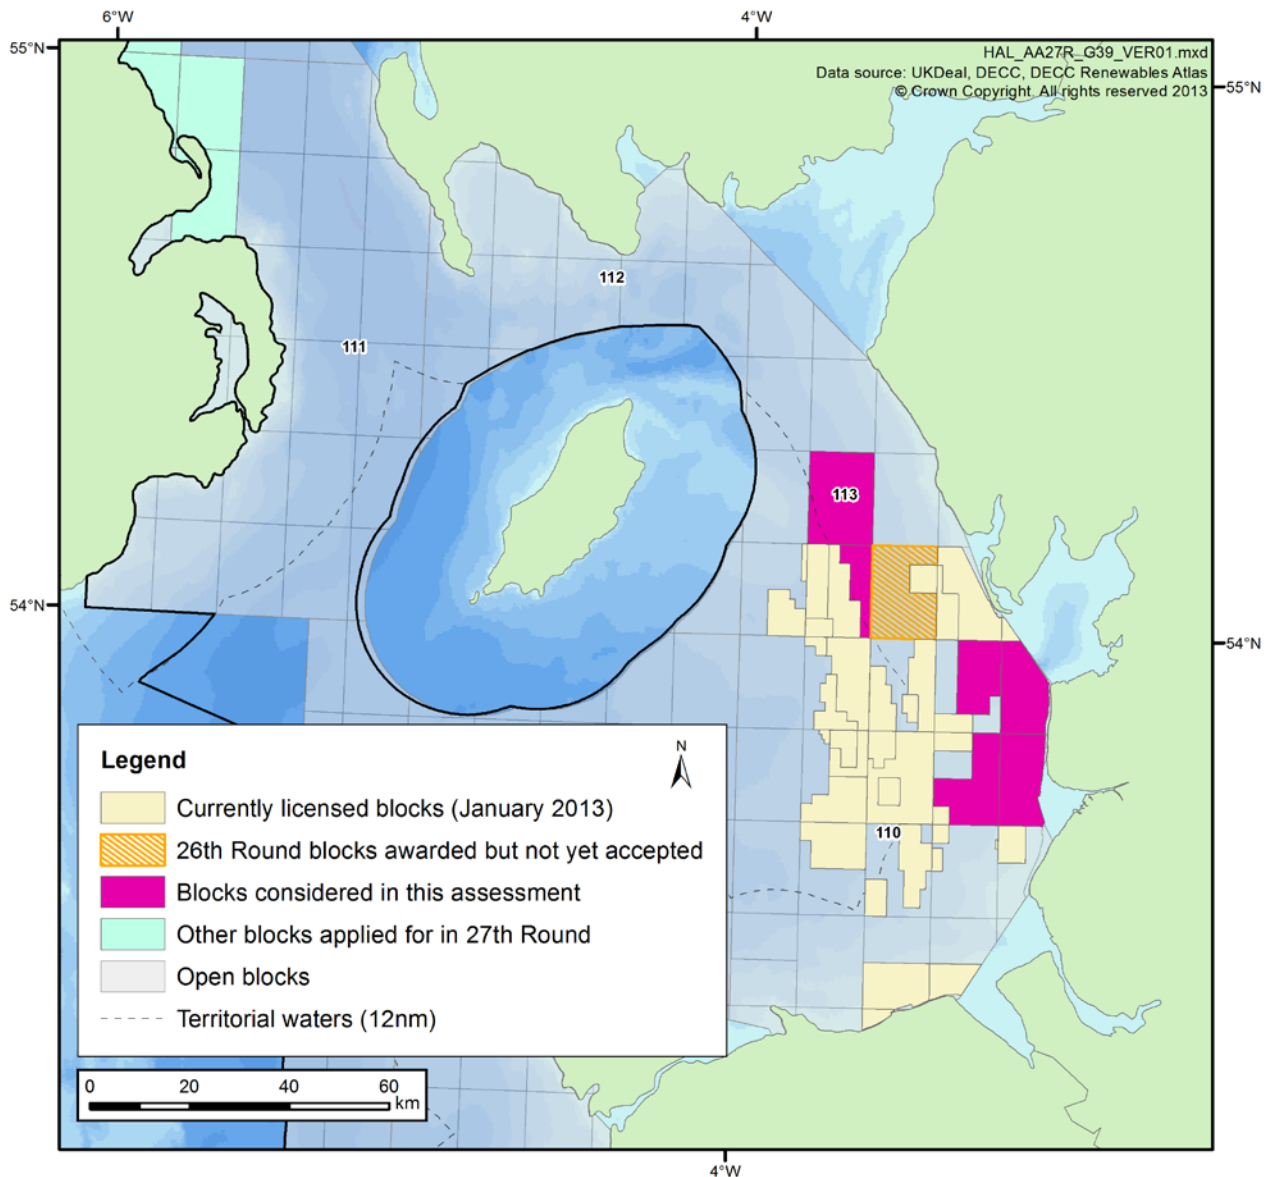 6°W
4°W
55°N
HAL_AA27R_G39_VER01.mxd
Data source: UKDeal, DECC, DECC Renewables Atlas
© Crown Copyright. All rights reserved 2013
55°N
112
111
113
54°N
54°N
110
Legend
N
Currently licensed blocks (January 2013)
26th Round blocks awarded but not yet accepted
Blocks considered in this assessment
Other blocks applied for in 27th Round
Open blocks
Territorial waters (12nm)
0 20 40 60
km
4°W